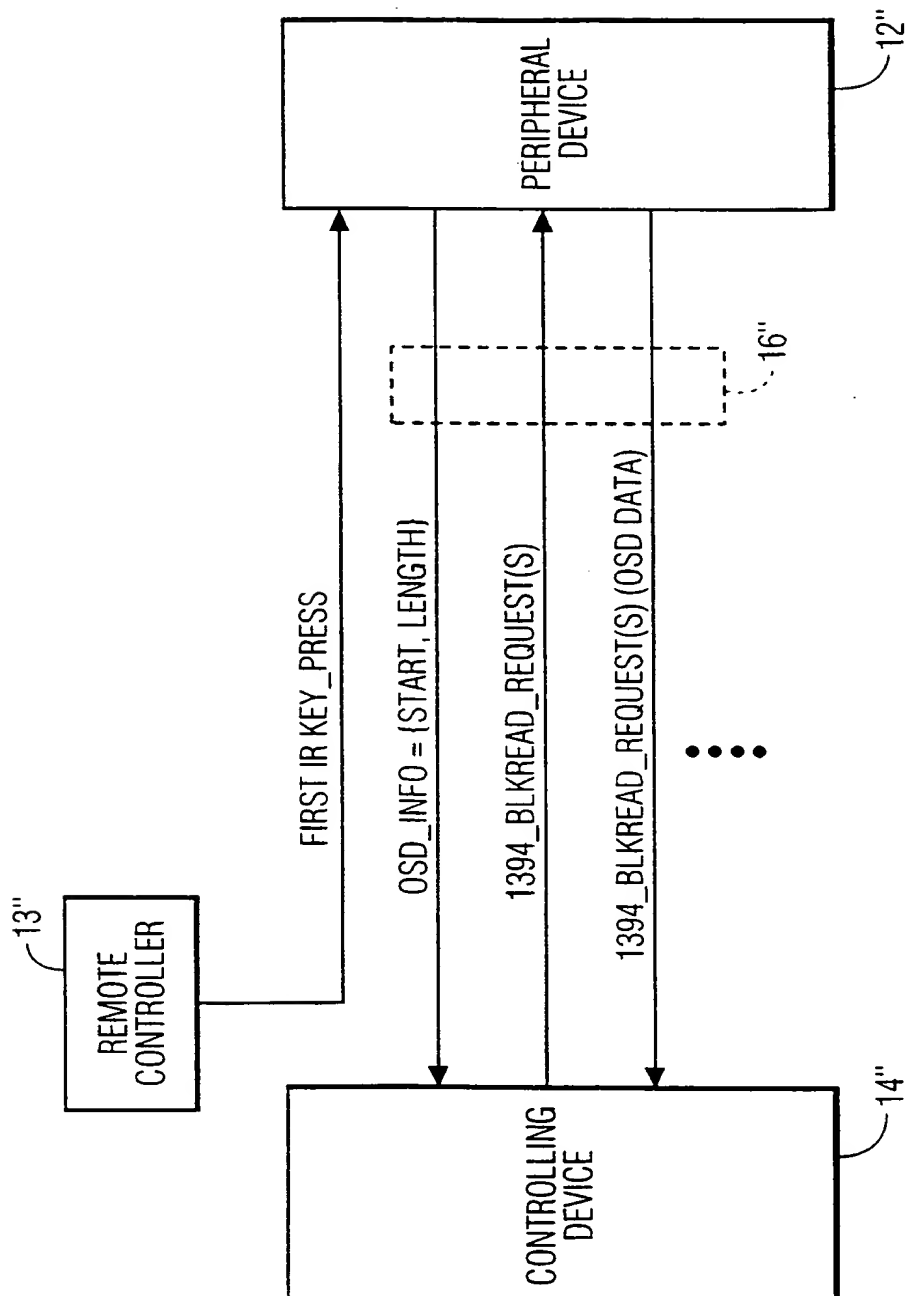 REMOTE
CONTROLLER
13"
FIRST IR KEY_PRESS
OSD_INFO = {START, LENGTH}
1394_BLKREAD_REQUEST(S)
1394_BLKREAD_REQUEST(S) (OSD DATA)
16"
CONTROLLING
DEVICE
14"
PERIPHERAL
DEVICE
12"